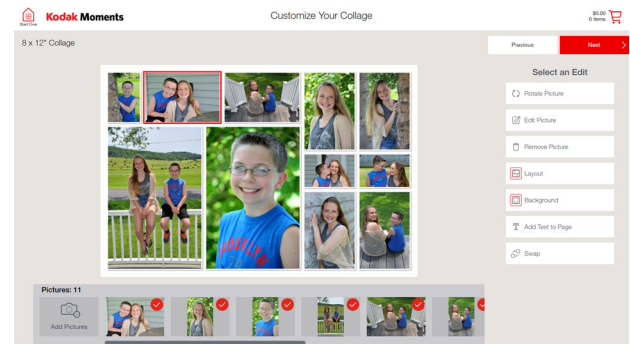 Start Over
Kodak Moments
Customize Your Collage
$0.00
0 items
8 x 12" Collage
Previous
Next
Select an Edit
Rotate Picture
Edit Picture
Remove Picture
Layout
Background
T Add Text to Page
Swap
Pictures: 11
Add Pictures